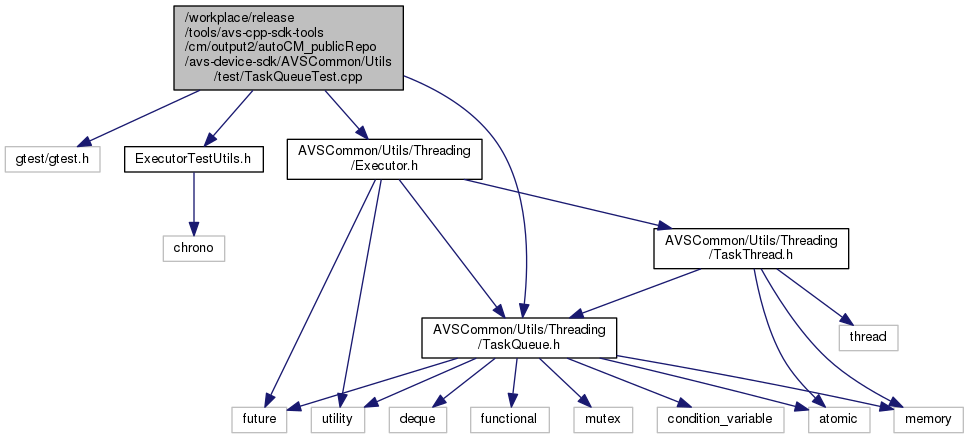 /workplace/release
/tools/avs-cpp-sdk-tools
/cm/output2/autoCM_publicRepo
/avs-device-sdk/AVSCommon/Utils
/test/TaskQueueTest.cpp
gtest/gtest.h
ExecutorTestUtils.h
AVSCommon/Utils/Threading
/Executor.h
chrono
AVSCommon/Utils/Threading
/TaskThread.h
AVSCommon/Utils/Threading
/TaskQueue.h
thread
future
utility
deque
functional
mutex
condition_variable
atomic
memory